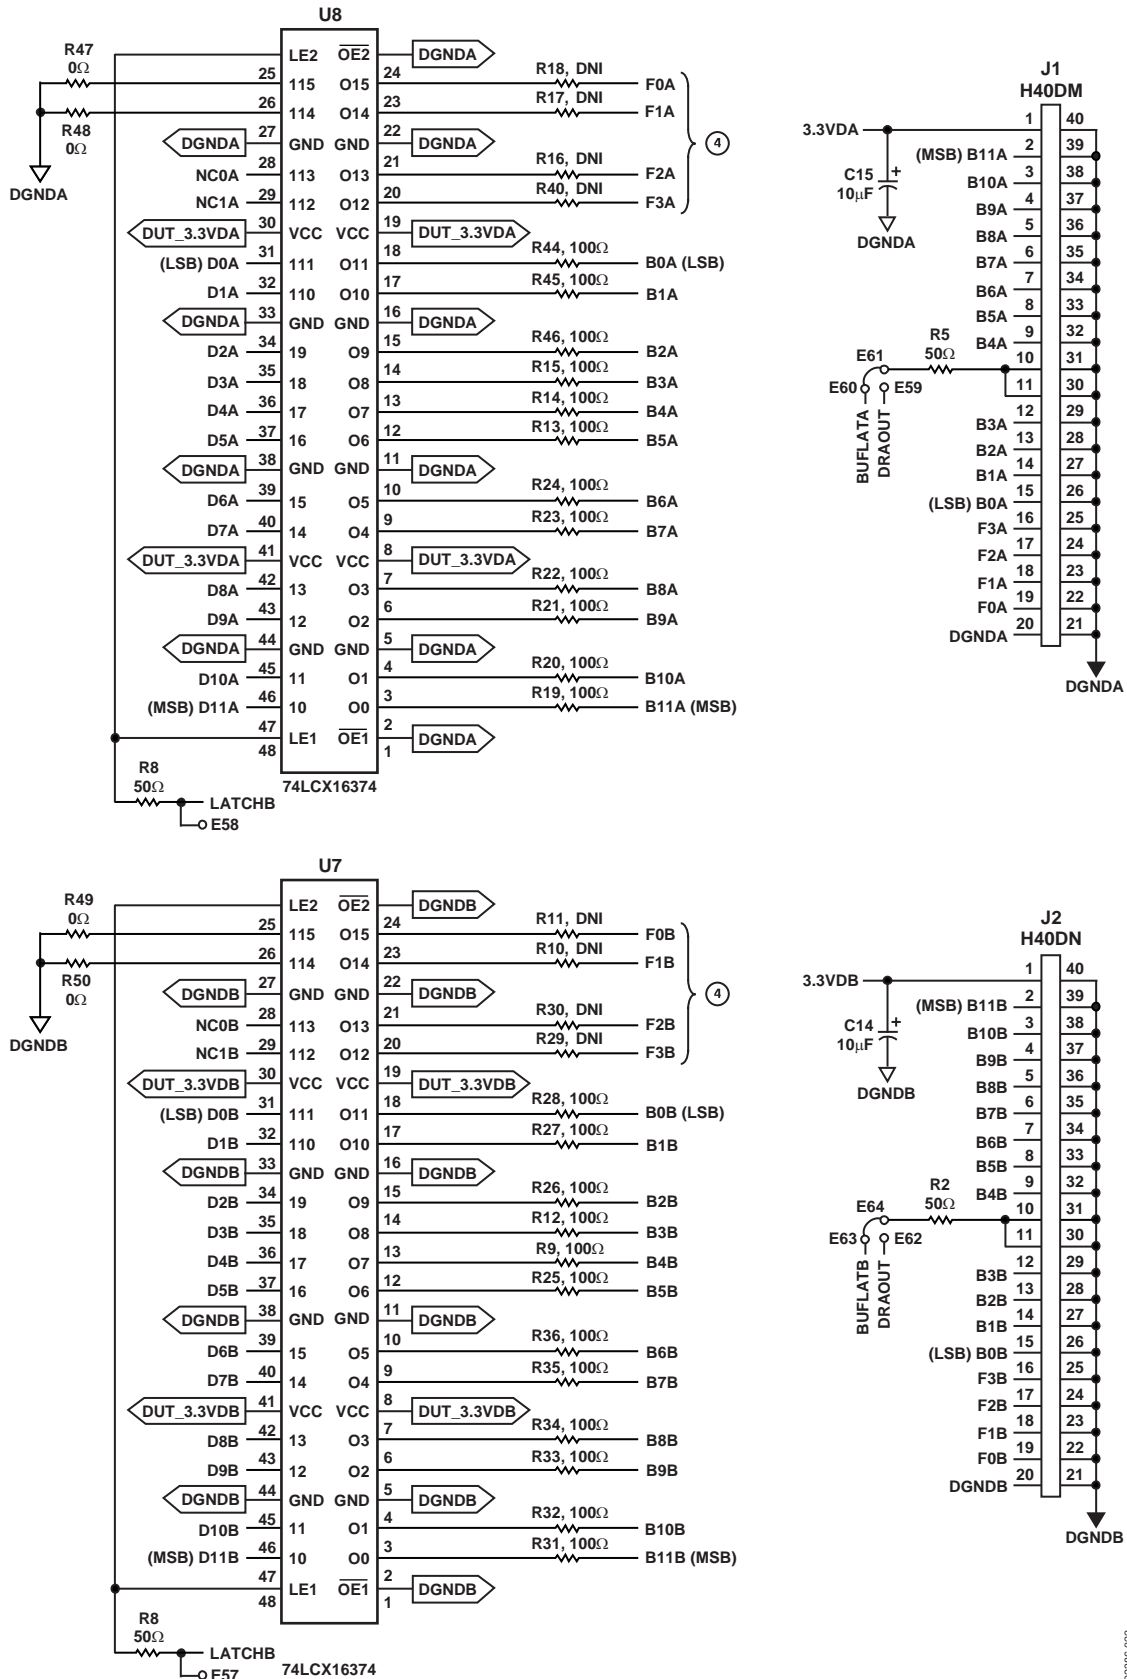 U8
LE2 OE2 DGNDA
R47
0Ω
25 115 O15 24 R18, DNI F0A
26 114 O14 23 R17, DNI F1A
R48
0Ω
DGNDA 27 GND GND 22 DGNDA
4
28 NC0A 113 O13 21 R16, DNI F2A
DGNDA
29 NC1A 112 O12 20 R40, DNI F3A
DUT_3.3VDA 30 VCC VCC 19 DUT_3.3VDA
(LSB) D0A 31 111 O11 18 R44, 100Ω B0A (LSB)
D1A 32 110 O10 17 R45, 100Ω B1A
DGNDA 33 GND GND 16 DGNDA
D2A 34 19 O9 15 R46, 100Ω B2A
D3A 35 18 O8 14 R15, 100Ω B3A
D4A 36 17 O7 13 R14, 100Ω B4A
D5A 37 16 O6 12 R13, 100Ω B5A
DGNDA 38 GND GND 11 DGNDA
D6A 39 15 O5 10 R24, 100Ω B6A
D7A 40 14 O4 9 R23, 100Ω B7A
DUT_3.3VDA 41 VCC VCC 8 DUT_3.3VDA
D8A 42 13 O3 7 R22, 100Ω B8A
D9A 43 12 O2 6 R21, 100Ω B9A
DGNDA 44 GND GND 5 DGNDA
D10A 45 11 O1 4 R20, 100Ω B10A
(MSB) D11A 46 10 O0 3 R19, 100Ω B11A (MSB)
47 LE1 OE1 2 DGNDA
48 1
R8
50Ω
74LCX16374
LATCHB
E58
J1
H40DM
3.3VDA 1 40
(MSB) B11A 2 39
C15 +
10µF
DGNDA
B10A 3 38
B9A 4 37
B8A 5 36
B7A 6 35
B6A 7 34
B5A 8 33
B4A 9 32
R5
50Ω
E61
E60 E59
BUFLATA
DRAOUT
10 31
11 30
B3A 12 29
B2A 13 28
B1A 14 27
(LSB) B0A 15 26
F3A 16 25
F2A 17 24
F1A 18 23
F0A 19 22
DGNDA 20 21
DGNDA
U7
LE2 OE2 DGNDB
R49
0Ω
25 115 O15 24 R11, DNI F0B
26 114 O14 23 R10, DNI F1B
R50
0Ω
DGNDB 27 GND GND 22 DGNDB
4
NC0B 28 113 O13 21 R30, DNI F2B
DGNDB
NC1B 29 112 O12 20 R29, DNI F3B
DUT_3.3VDB 30 VCC VCC 19 DUT_3.3VDB
(LSB) D0B 31 111 O11 18 R28, 100Ω B0B (LSB)
D1B 32 110 O10 17 R27, 100Ω B1B
DGNDB 33 GND GND 16 DGNDB
D2B 34 19 O9 15 R26, 100Ω B2B
D3B 35 18 O8 14 R12, 100Ω B3B
D4B 36 17 O7 13 R9, 100Ω B4B
D5B 37 16 O6 12 R25, 100Ω B5B
DGNDB 38 GND GND 11 DGNDB
D6B 39 15 O5 10 R36, 100Ω B6B
D7B 40 14 O4 9 R35, 100Ω B7B
DUT_3.3VDB 41 VCC VCC 8 DUT_3.3VDB
D8B 42 13 O3 7 R34, 100Ω B8B
D9B 43 12 O2 6 R33, 100Ω B9B
DGNDB 44 GND GND 5 DGNDB
D10B 45 11 O1 4 R32, 100Ω B10B
(MSB) D11B 46 10 O0 3 R31, 100Ω B11B (MSB)
47 LE1 OE1 2 DGNDB
48 1
R8
50Ω
LATCHB
E57
74LCX16374
J2
H40DN
3.3VDB 1 40
(MSB) B11B 2 39
C14 +
10µF
DGNDB
B10B 3 38
B9B 4 37
B8B 5 36
B7B 6 35
B6B 7 34
B5B 8 33
B4B 9 32
R2
50Ω
E64
E63 E62
BUFLATB
DRAOUT
10 31
11 30
B3B 12 29
B2B 13 28
B1B 14 27
(LSB) B0B 15 26
F3B 16 25
F2B 17 24
F1B 18 23
F0B 19 22
DGNDB 20 21
DGNDB